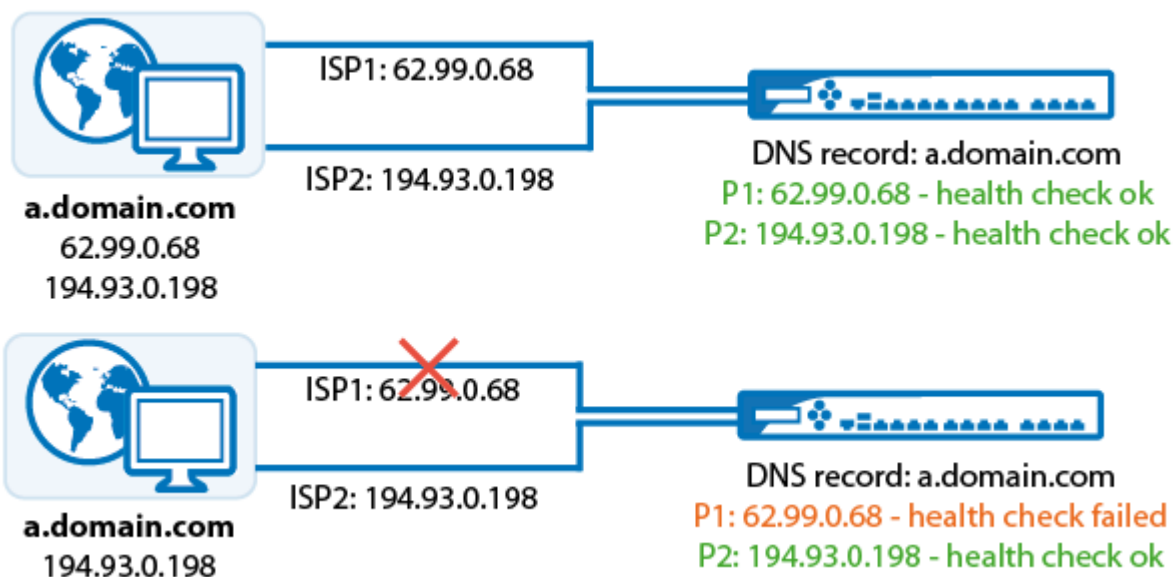 ISP1: 62.99.0.68
ISP2: 194.93.0.198
a.domain.com
62.99.0.68
194.93.0.198
DNS record: a.domain.com
P1: 62.99.0.68 - health check ok
P2: 194.93.0.198 - health check ok
ISP1: 62.99.0.68
ISP2: 194.93.0.198
a.domain.com
194.93.0.198
DNS record: a.domain.com
P1: 62.99.0.68 - health check failed
P2: 194.93.0.198 - health check ok